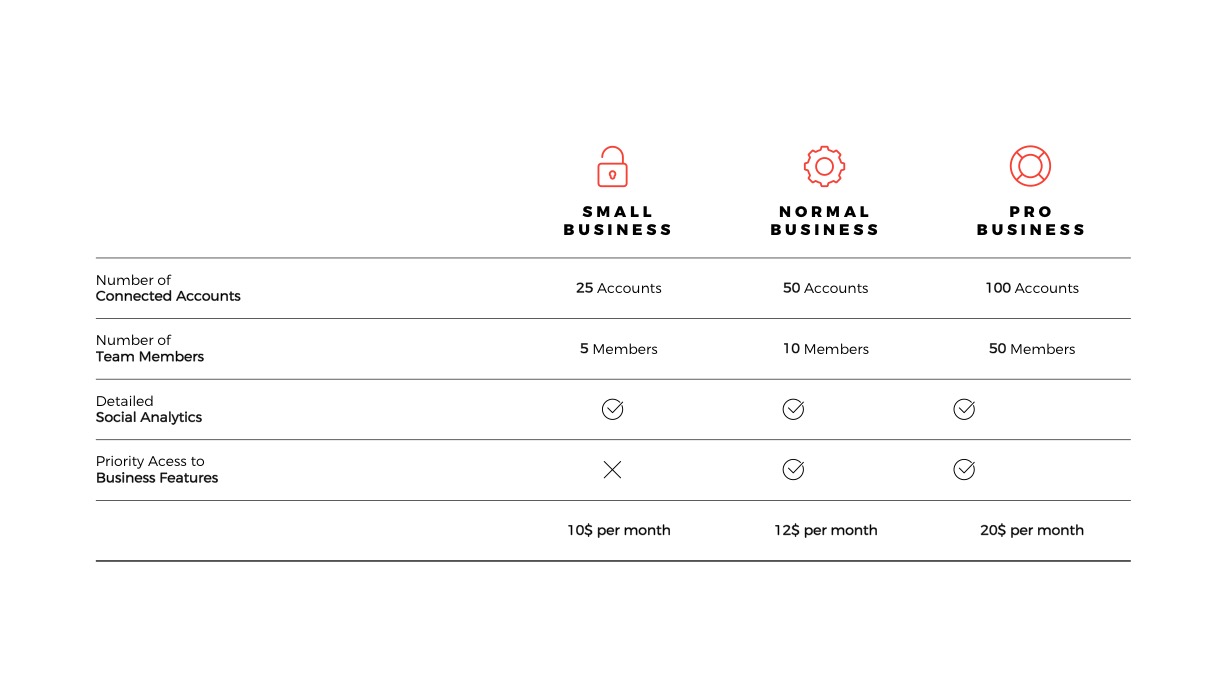 SMALL
BUSINESS
NORMAL
BUSINESS
PRO
BUSINESS
Number of
Connected Accounts
25 Accounts
50 Accounts
100 Accounts
Number of
Team Members
5 Members
10 Members
50 Members
Detailed
Social Analytics
Priority Acess to
Business Features
10$ per month
12$ per month
20$ per month